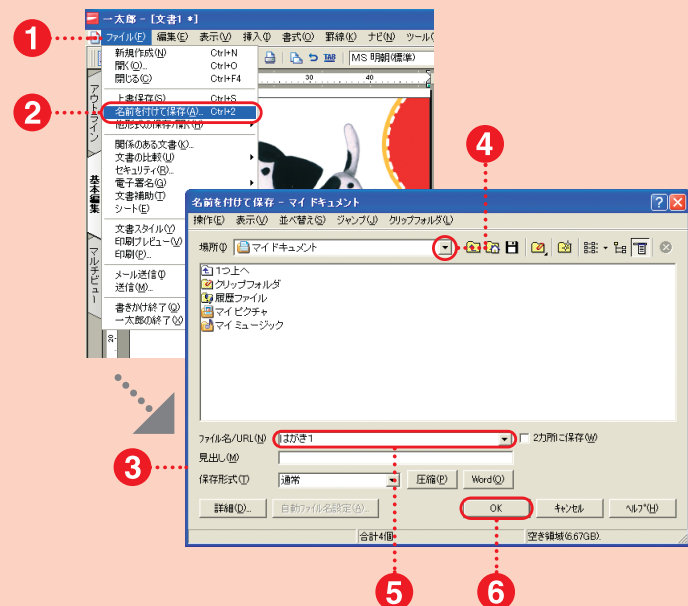 一太郎 - [文書1 *]
ファイル(F) 編集(E) 表示(V) 挿入(I) 書式(O) 罫線(K) ナビ(N) ツール(
新規作成(N) Ctrl+N
開く(O)... Ctrl+O
閉じる(C) Ctrl+F4
TAB MS 明朝(標準)
30 40
上書保存(S) Ctrl+S
名前を付けて保存(A)... Ctrl+2
他形式の保存/開く(H)
関係のある文書(K)...
文書の比較(U)
セキュリティ(R)...
電子署名(G)
文書補助(T)
シート(E)
文書スタイル(Y)
印刷プレビュー(V)
印刷(P)...
メール送信(I)
送信(M)...
書きかけ終了(Q)
一太郎の終了(X)
アウトライン
基本編集
マルチビュー
20
1
2
3
4
5
6
名前を付けて保存 - マイ ドキュメント
操作(E) 表示(V) 並べ替え(S) ジャンプ(J) クリップフォルダ(L)
場所(I) マイドキュメント
1つ上へ
クリップフォルダ
履歴ファイル
マイ ピクチャ
マイ ミュージック
ファイル名/URL(N) はがき1 2カ所に保存(W)
見出し(M)
保存形式(T) 通常 圧縮(P) Word(Q)
詳細(D)... 自動ファイル名設定(A)... OK キャンセル ヘルプ(H)
合計4個 空き領域(6.67GB).